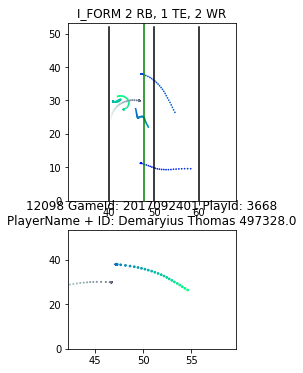 I_FORM 2 RB, 1 TE, 2 WR
50
40
30
20
10
0
40 50 60
12098 GameId: 2017092401 PlayId: 3668
PlayerName + ID: Demaryius Thomas 497328.0
40
20
0
45 50 55